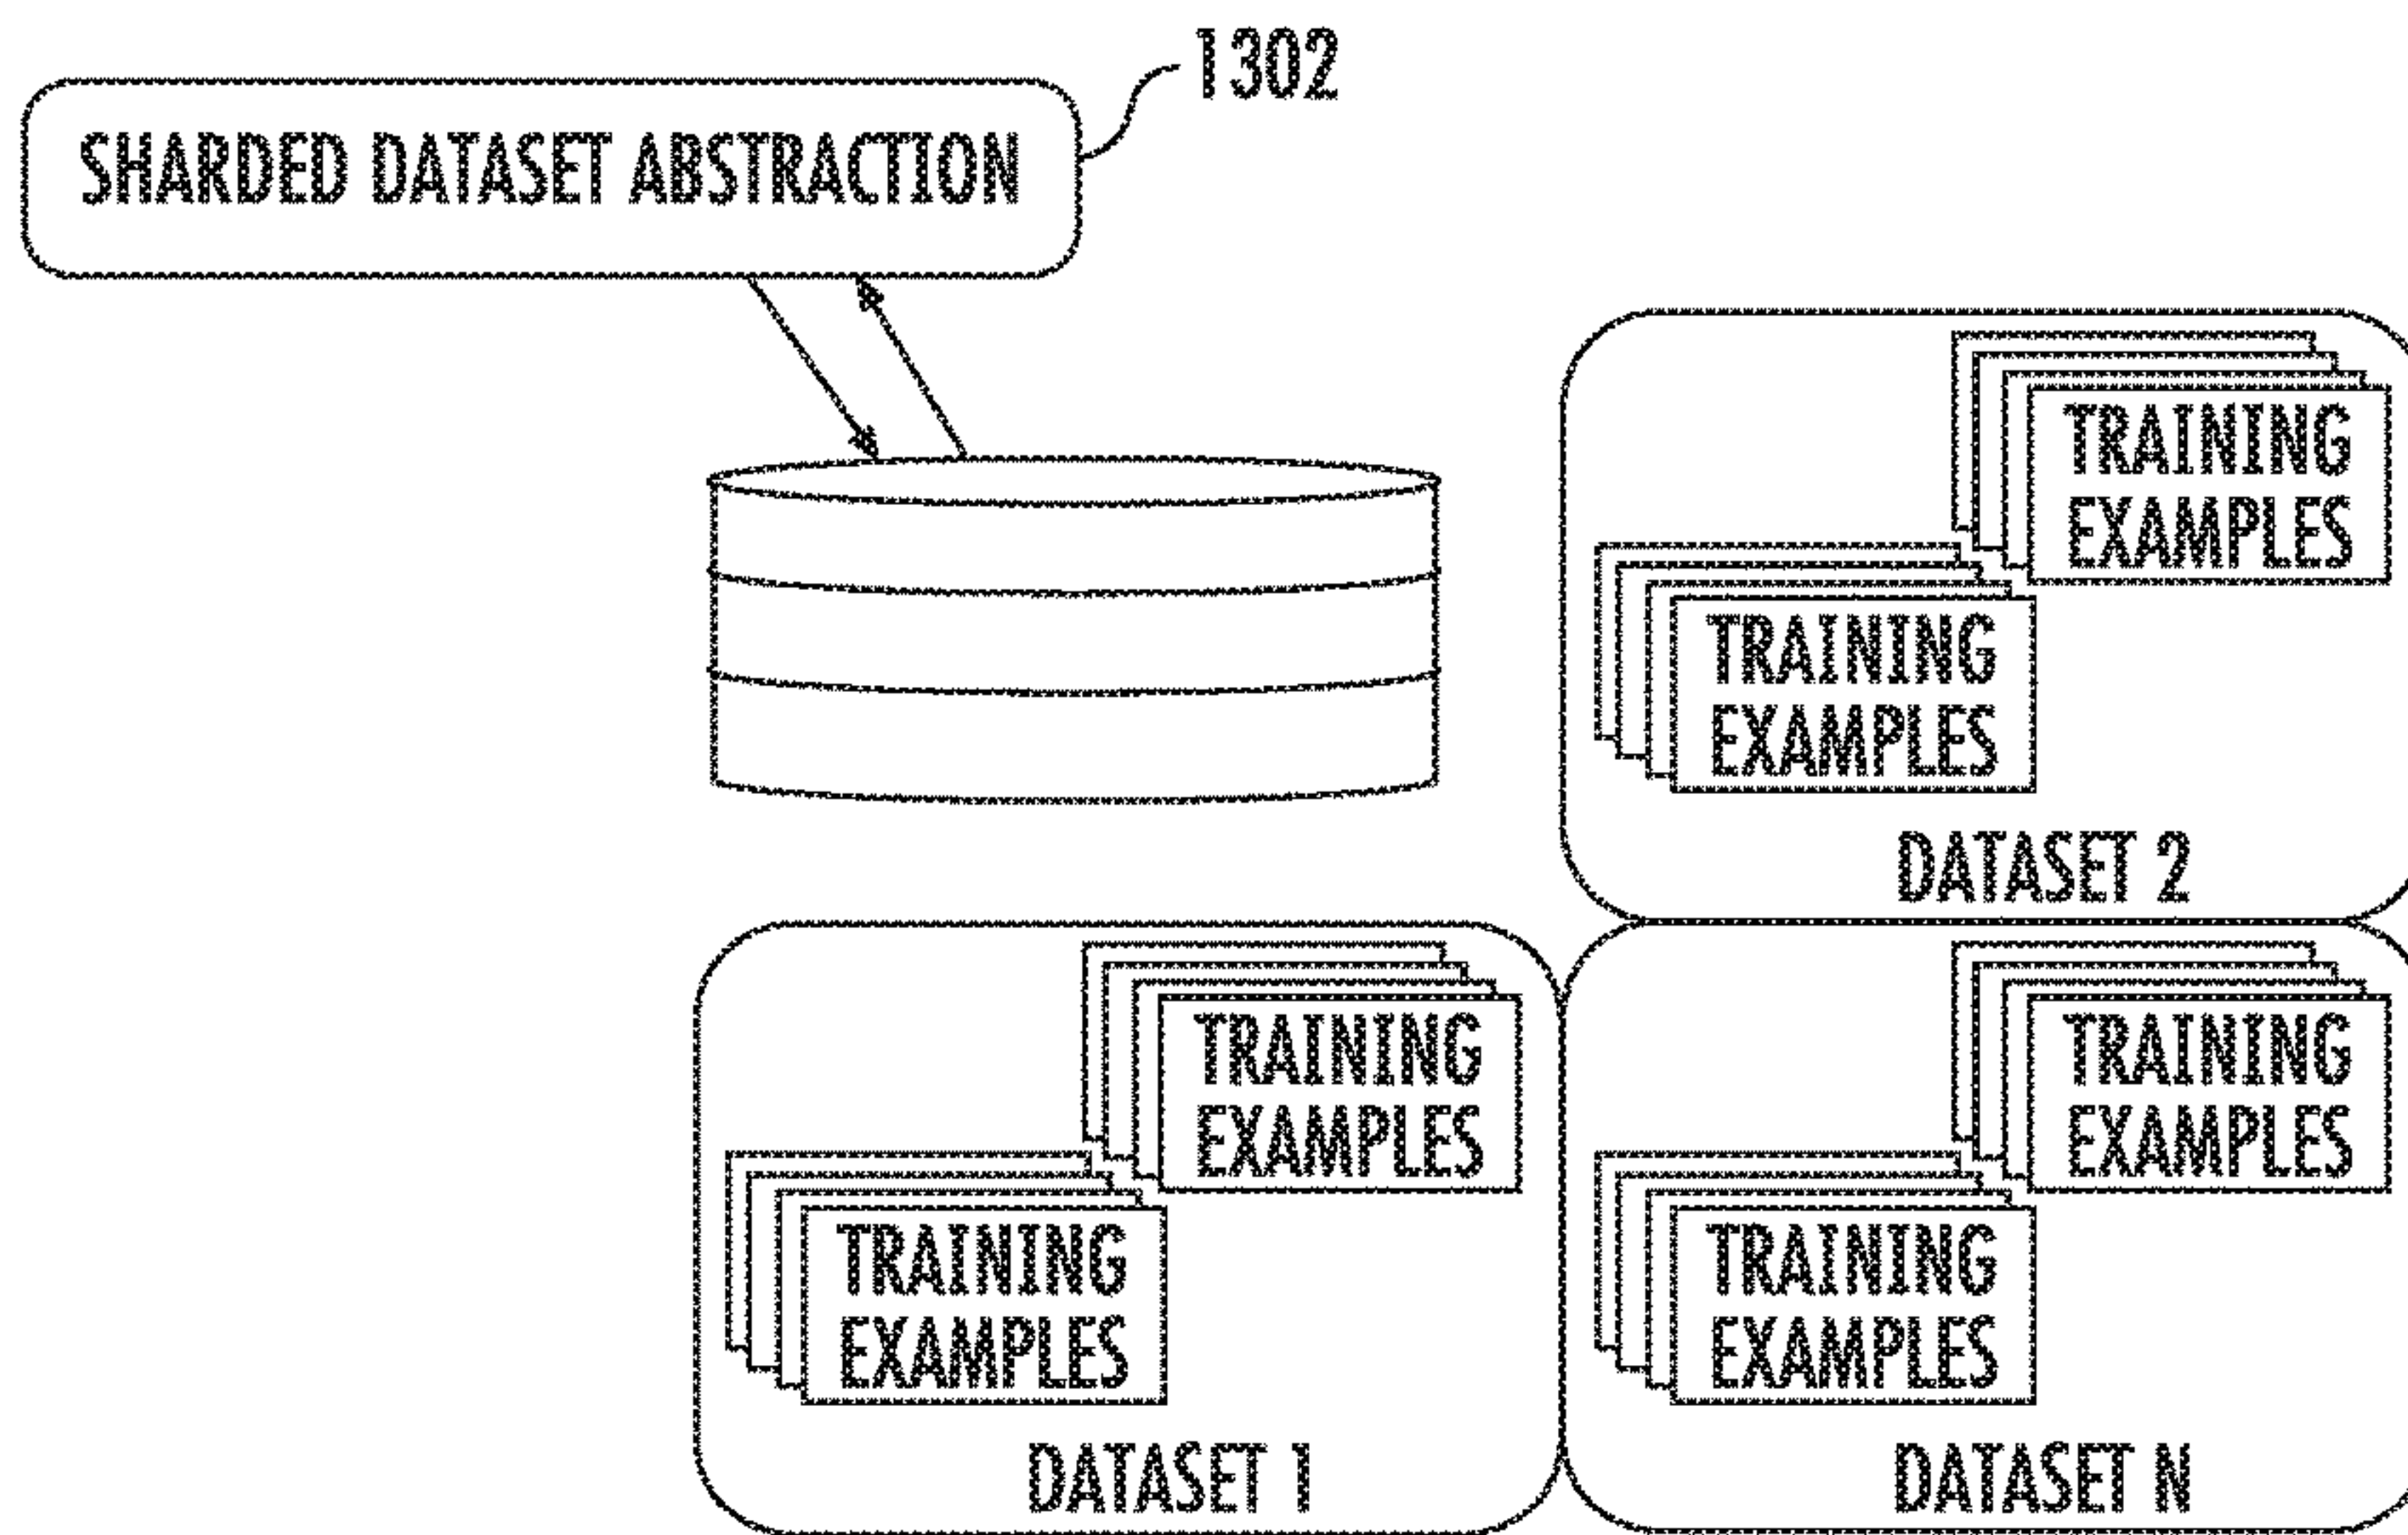 1302
SHARDED DATASET ABSTRACTION
TRAINING
EXAMPLES
TRAINING
EXAMPLES
DATASET 2
TRAINING
EXAMPLES
TRAINING
EXAMPLES
DATASET 1
TRAINING
EXAMPLES
TRAINING
EXAMPLES
DATASET N